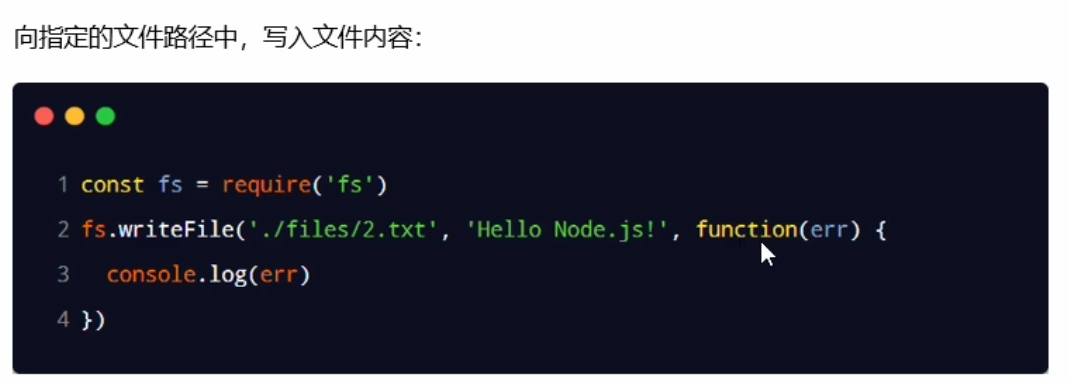 向指定的文件路径中，写入文件内容：
1 const fs = require('fs')
2 fs.writeFile('./files/2.txt', 'Hello Node.js!', function(err) {
3   console.log(err)
4 })